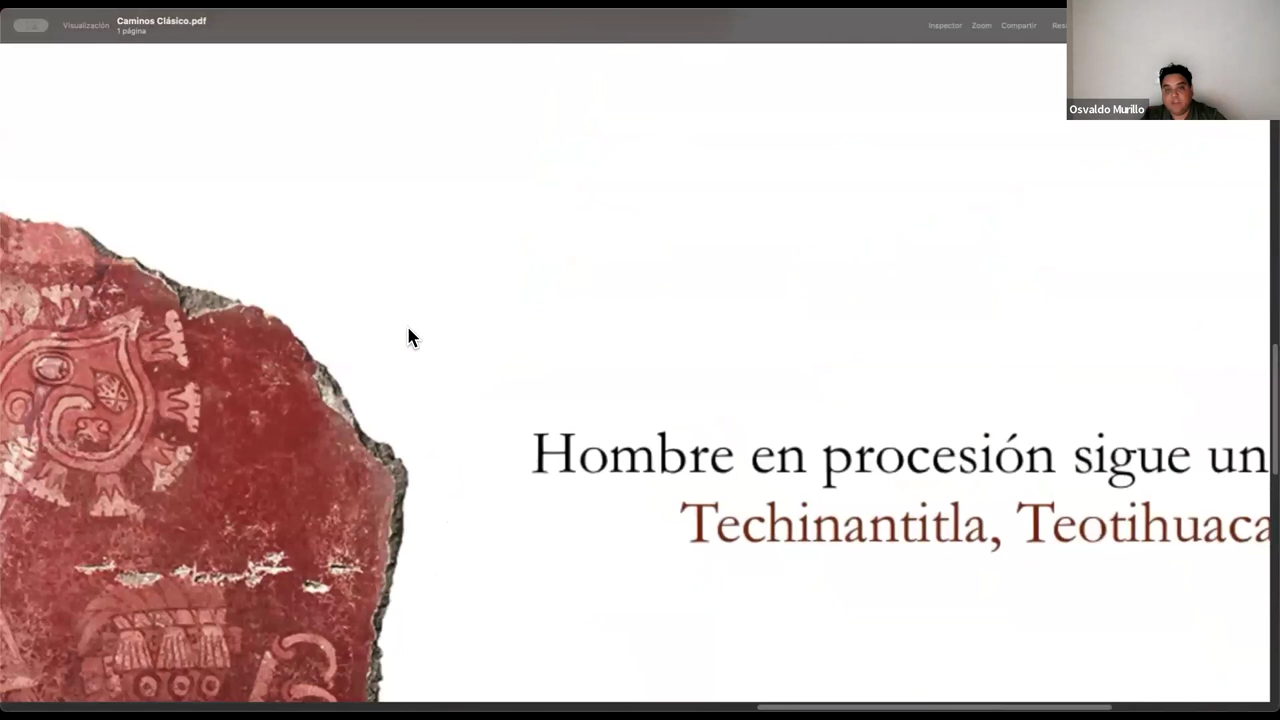 Visualización
Caminos Clásico.pdf
1 página
Inspector Zoom Compartir
Osvaldo Murillo
Hombre en procesión sigue un
Techinantitla, Teotihuaca